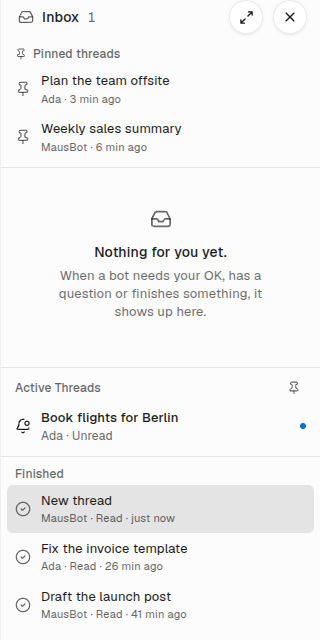 Inbox 1
Pinned threads
Plan the team offsite
Ada · 3 min ago
Weekly sales summary
MausBot · 6 min ago
Nothing for you yet.
When a bot needs your OK, has a
question or finishes something, it
shows up here.
Active Threads
Book flights for Berlin
Ada · Unread
Finished
New thread
MausBot · Read · just now
Fix the invoice template
Ada · Read · 26 min ago
Draft the launch post
MausBot · Read · 41 min ago